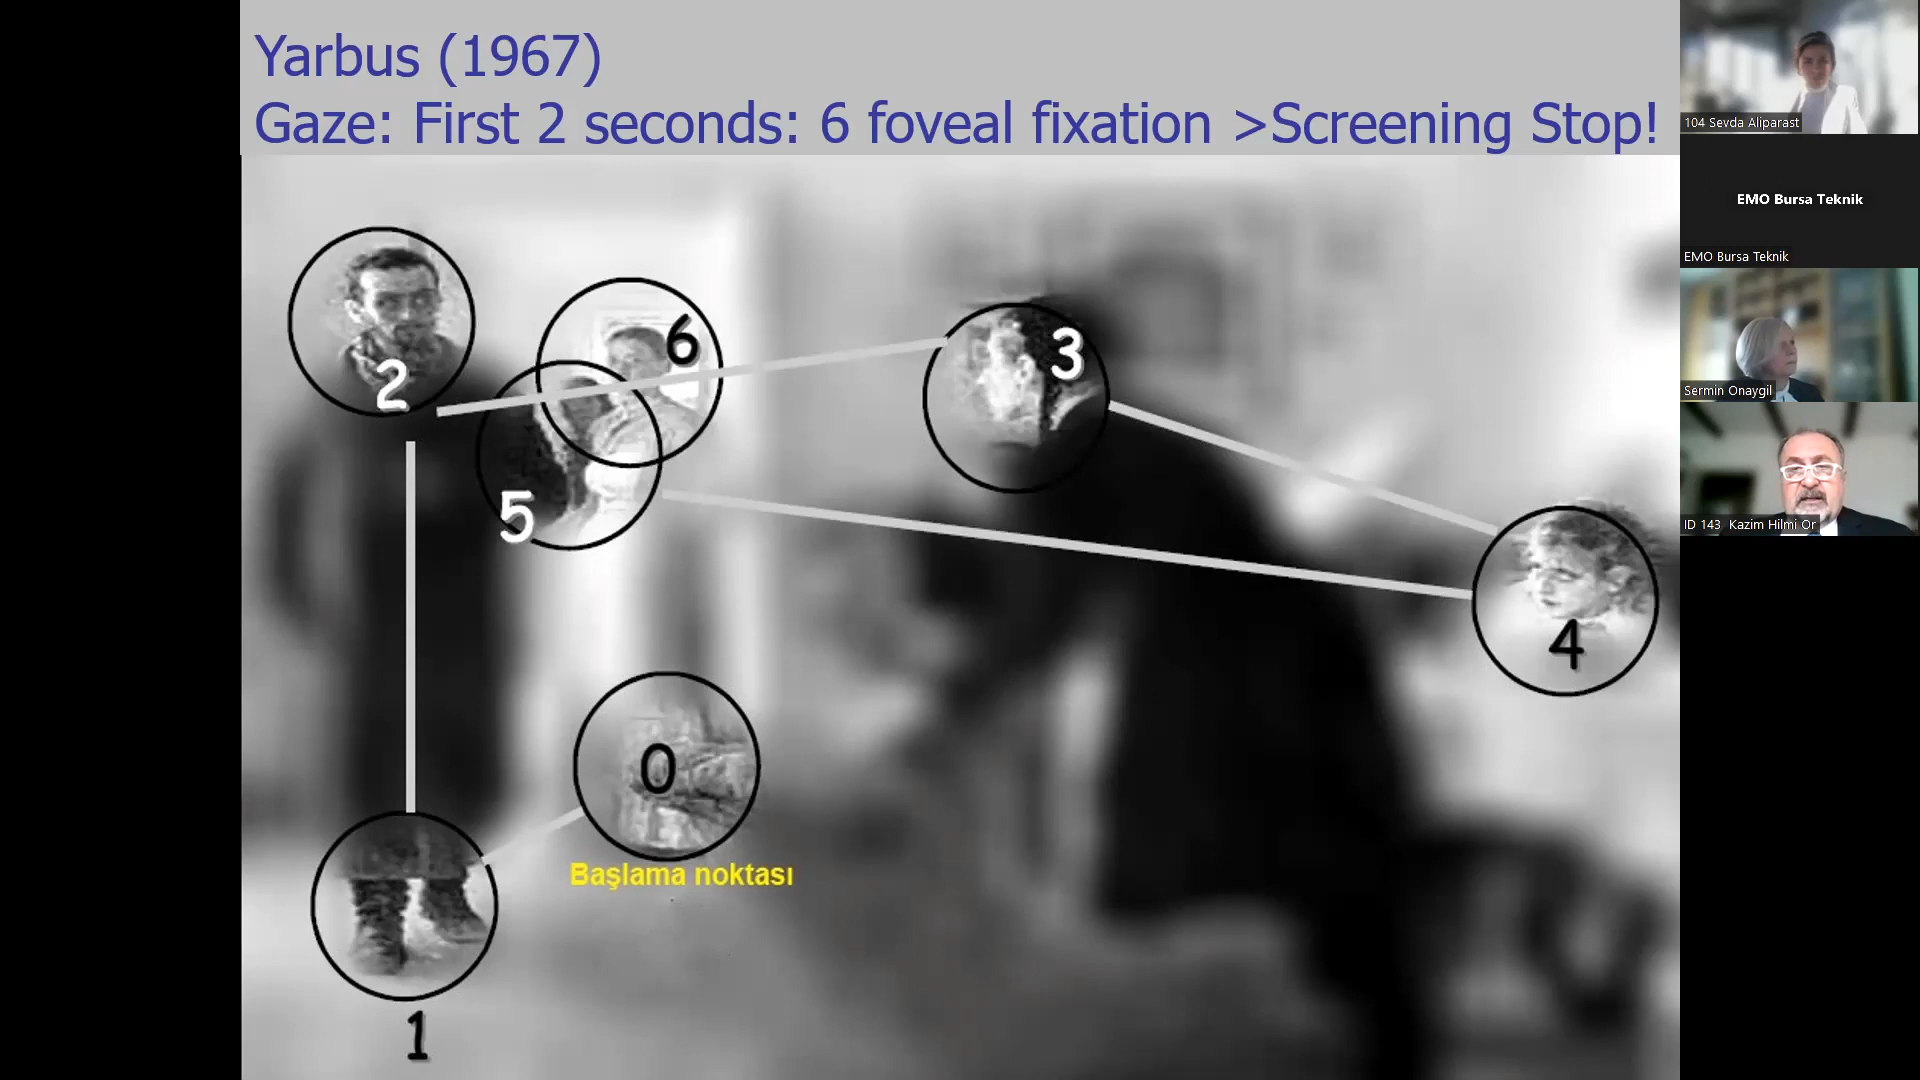 Yarbus (1967)
Gaze: First 2 seconds: 6 foveal fixation >Screening Stop!
2
6
3
5
4
0
Başlama noktası
1
104 Sevda Aliparast
EMO Bursa Teknik
EMO Bursa Teknik
Sermin Onaygil
ID 143 Kazim Hilmi Or